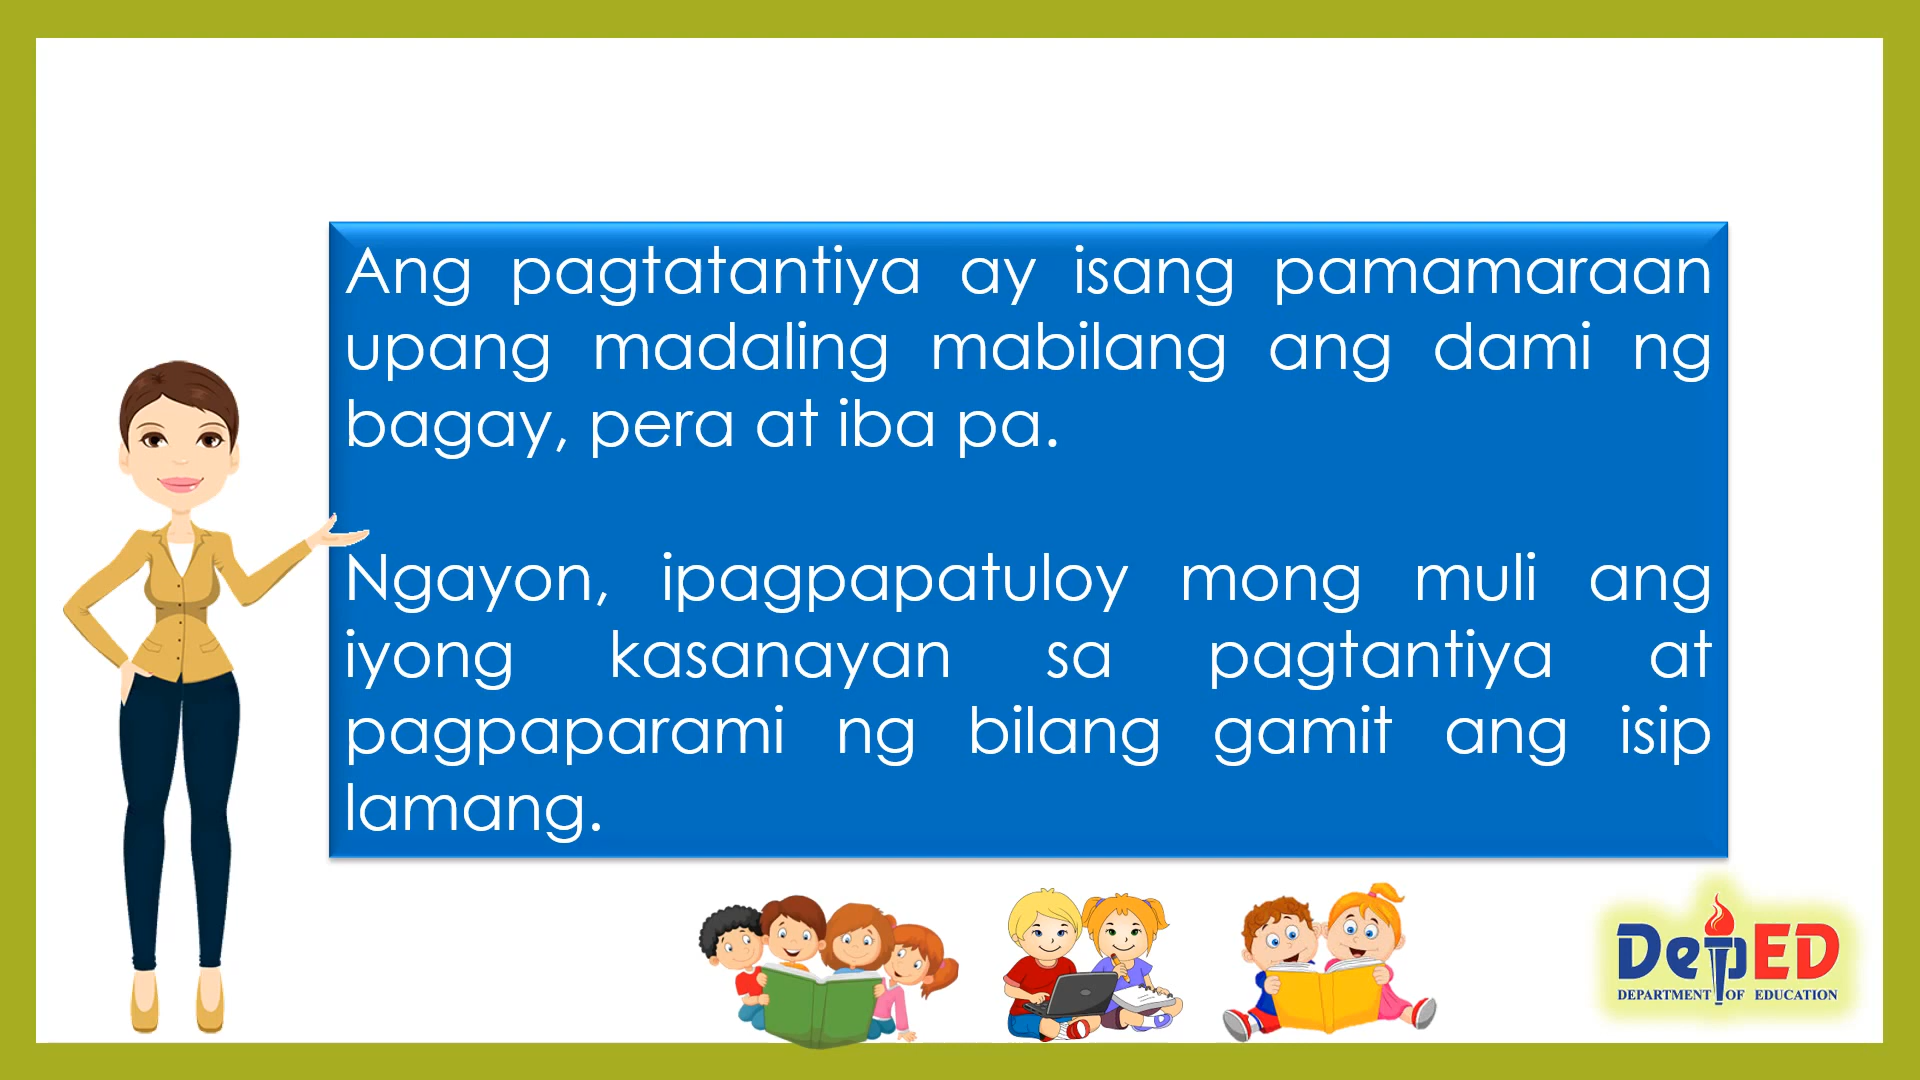 Ang pagtatantiya ay isang pamamaraan
upang madaling mabilang ang dami ng
bagay, pera at iba pa.
Ngayon, ipagpapatuloy mong muli ang
iyong kasanayan sa pagtantiya at
pagpaparami ng bilang gamit ang isip
lamang.
DepED
DEPARTMENT OF EDUCATION